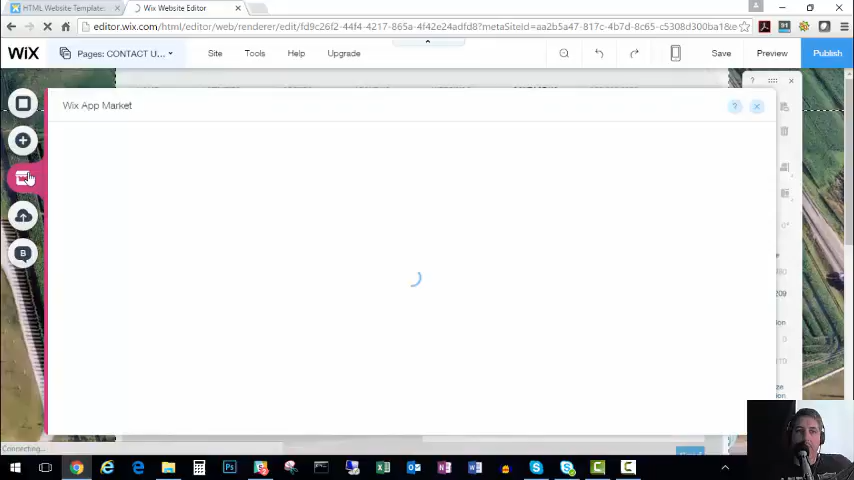 HTML Website Template:
Wix Website Editor
editor.wix.com/html/editor/web/renderer/edit/fd9c26f2-44f4-4217-865a-4f42e24adfd8?metaSiteId=aa2b5a47-817c-4b7d-8c65-c5308d300ba1&e
WiX
Pages: CONTACT U...
Site
Tools
Help
Upgrade
Save
Preview
Publish
Wix App Market
?
?
B
Connecting...